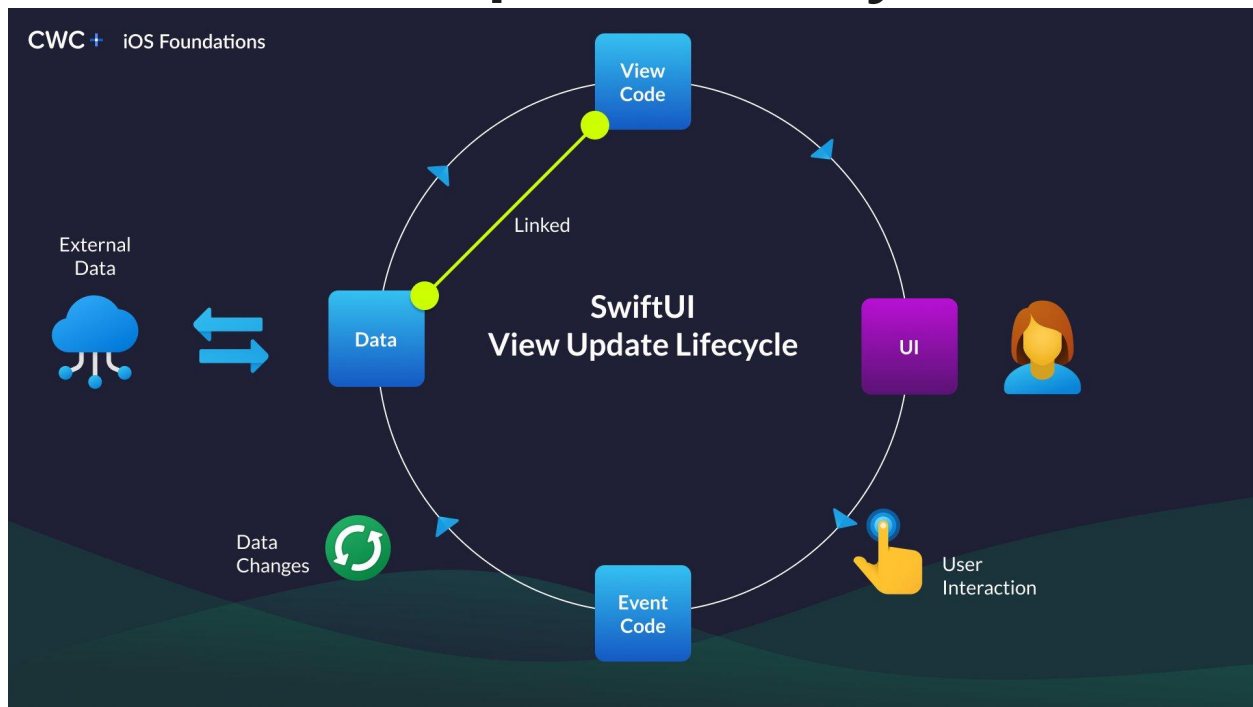 CWC+ iOS Foundations
View
Code
Linked
External
Data
SwiftUI
View Update Lifecycle
Data
UI
Data
Changes
User
Interaction
Event
Code